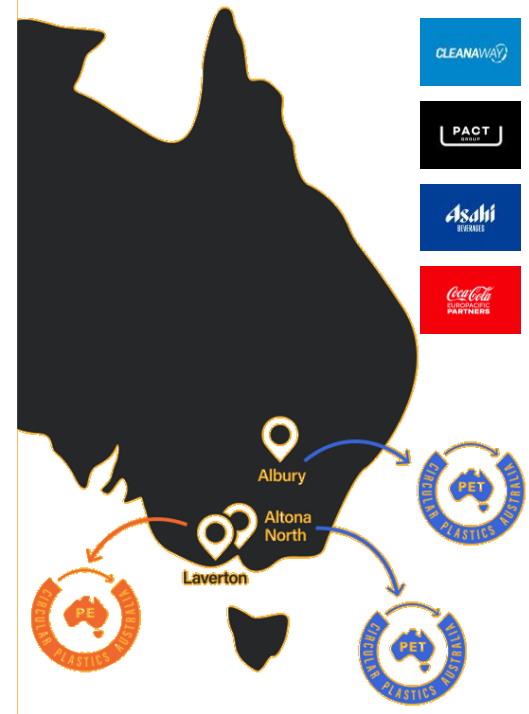 CLEANAWAY
PACT
GROUP
Asahi
BEVERAGES
Coca-Cola
EUROPACIFIC
PARTNERS
Albury
Altona
North
Laverton
PET
CIRCULAR PLASTICS AUSTRALIA
PE
CIRCULAR PLASTICS AUSTRALIA
PET
CIRCULAR PLASTICS AUSTRALIA